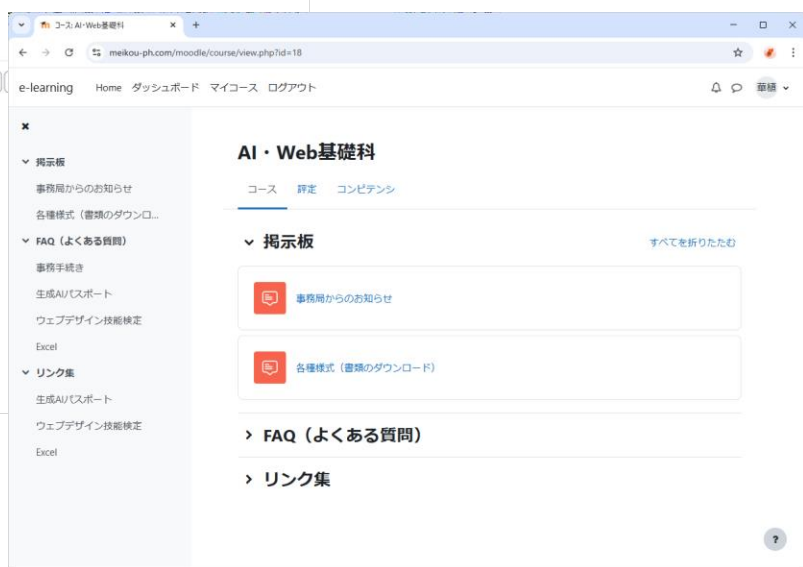 コース: AI・Web基礎科
meikou-ph.com/moodle/course/view.php?id=18
e-learning Home ダッシュボード マイコース ログアウト
掲示板
事務局からのお知らせ
各種様式（書類のダウンロ...
FAQ（よくある質問）
事務手続き
生成AIパスポート
ウェブデザイン技能検定
Excel
リンク集
生成AIパスポート
ウェブデザイン技能検定
Excel
AI・Web基礎科
コース 評定 コンピテンシ
掲示板 すべてを折りたたむ
事務局からのお知らせ
各種様式（書類のダウンロード）
FAQ（よくある質問）
リンク集
?